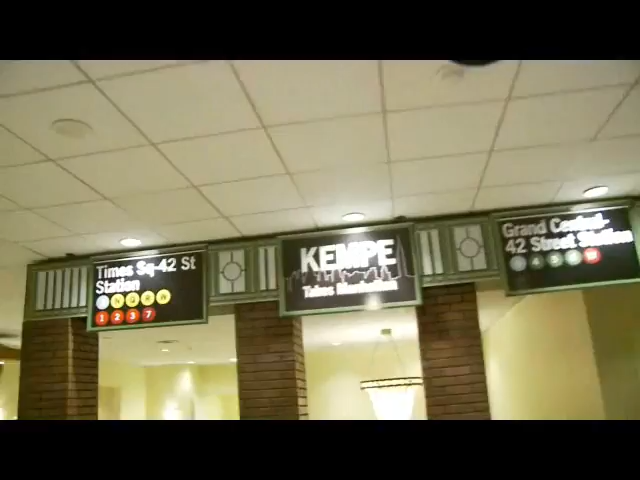 Times Sq-42 St
Station
N Q R W
1 2 3 7
KEMPE
Takes Manhattan
Grand Central-
42 Street Station
4 5 6